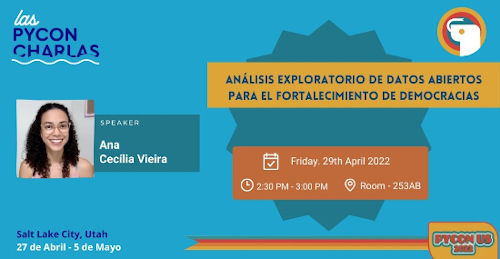 las
PYCON
CHARLAS
ANÁLISIS EXPLORATORIO DE DATOS ABIERTOS
PARA EL FORTALECIMIENTO DE DEMOCRACIAS
SPEAKER
Ana
Cecília Vieira
Friday. 29th April 2022
2:30 PM - 3:00 PM
Room - 253AB
Salt Lake City, Utah
27 de Abril - 5 de Mayo
PYCON US
2022